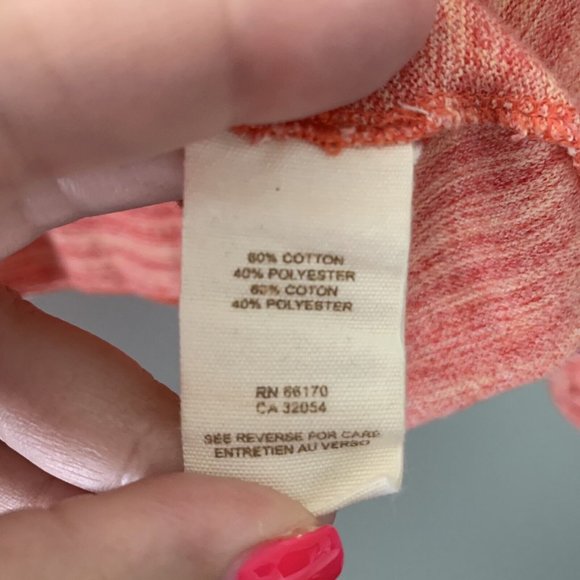 60% COTTON
40% POLYESTER
60% COTON
40% POLYESTER
RN 66170
CA 32054
SEE REVERSE FOR CARE
ENTRETIEN AU VERSO